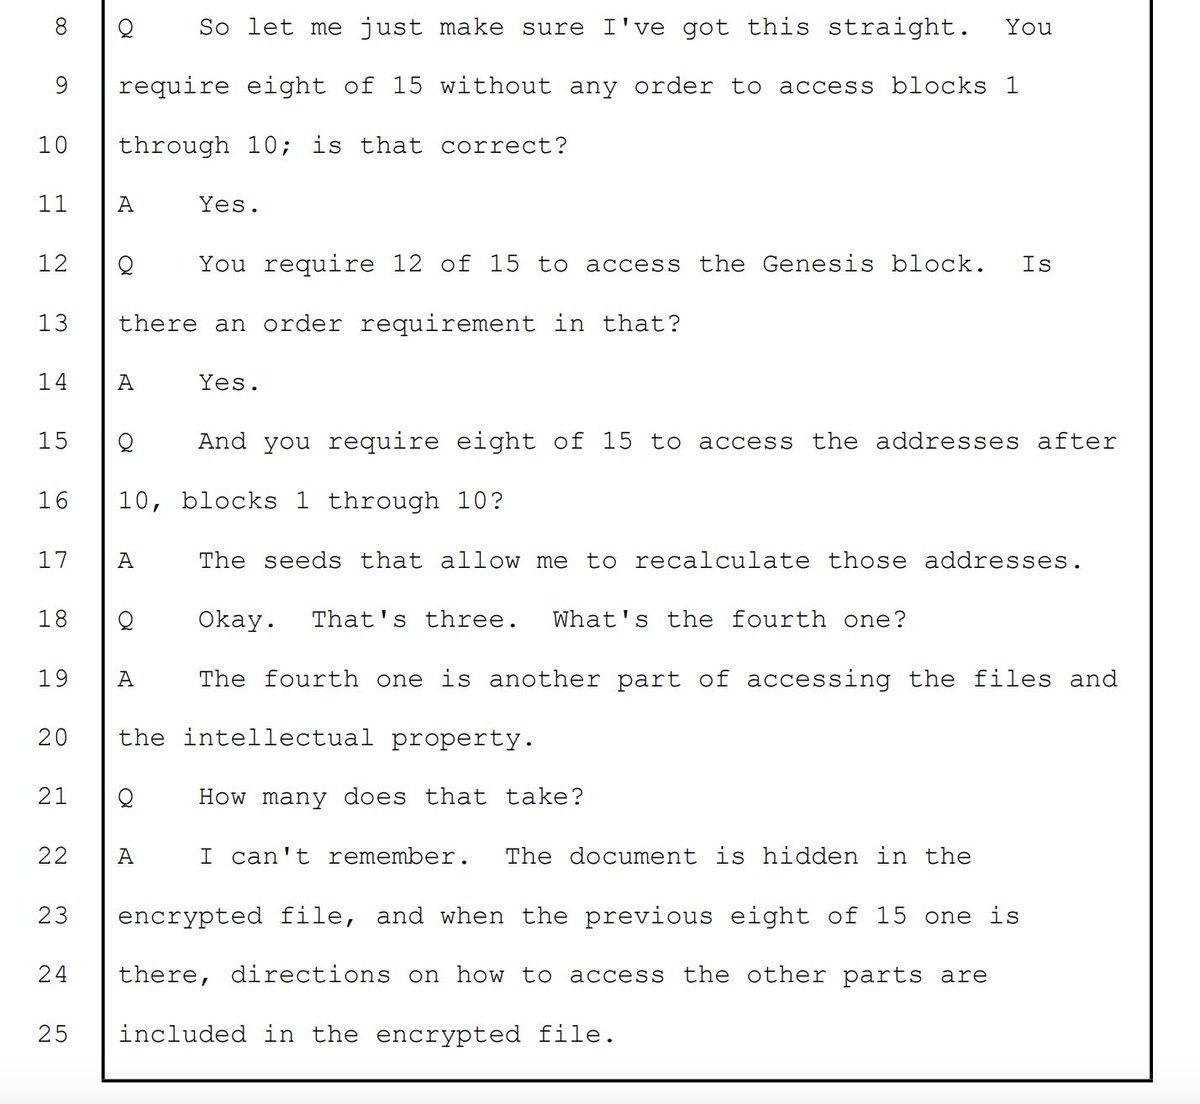 8 Q So let me just make sure I've got this straight. You
9 require eight of 15 without any order to access blocks 1
10 through 10; is that correct?
11 A Yes.
12 Q You require 12 of 15 to access the Genesis block. Is
13 there an order requirement in that?
14 A Yes.
15 Q And you require eight of 15 to access the addresses after
16 10, blocks 1 through 10?
17 A The seeds that allow me to recalculate those addresses.
18 Q Okay. That's three. What's the fourth one?
19 A The fourth one is another part of accessing the files and
20 the intellectual property.
21 Q How many does that take?
22 A I can't remember. The document is hidden in the
23 encrypted file, and when the previous eight of 15 one is
24 there, directions on how to access the other parts are
25 included in the encrypted file.